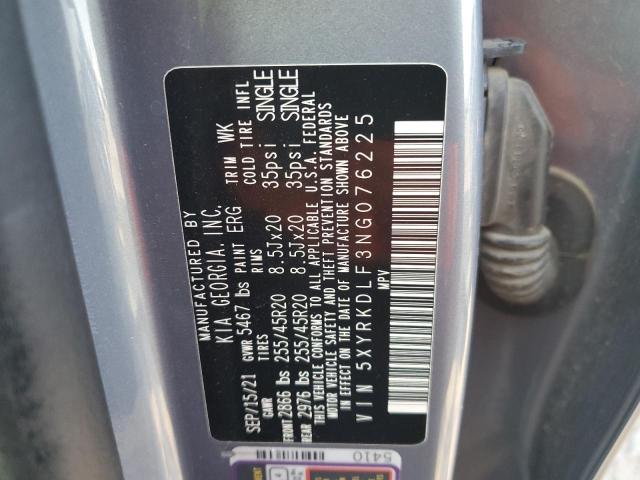 MANUFACTURED BY
KIA GEORGIA, INC.
SEP/15/21 GVWR 5467 lbs PAINT ERG TRIM WK
GAWR TIRES RIMS COLD TIRE INFL
FRONT 2866 lbs 255/45R20 8.5Jx20 35psi SINGLE
REAR 2976 lbs 255/45R20 8.5Jx20 35psi SINGLE
THIS VEHICLE CONFORMS TO ALL APPLICABLE U.S.A. FEDERAL
MOTOR VEHICLE SAFETY AND THEFT PREVENTION STANDARDS
IN EFFECT ON THE DATE OF MANUFACTURE SHOWN ABOVE
VIN 5XYRKDLF3NG076225
MPV
5410